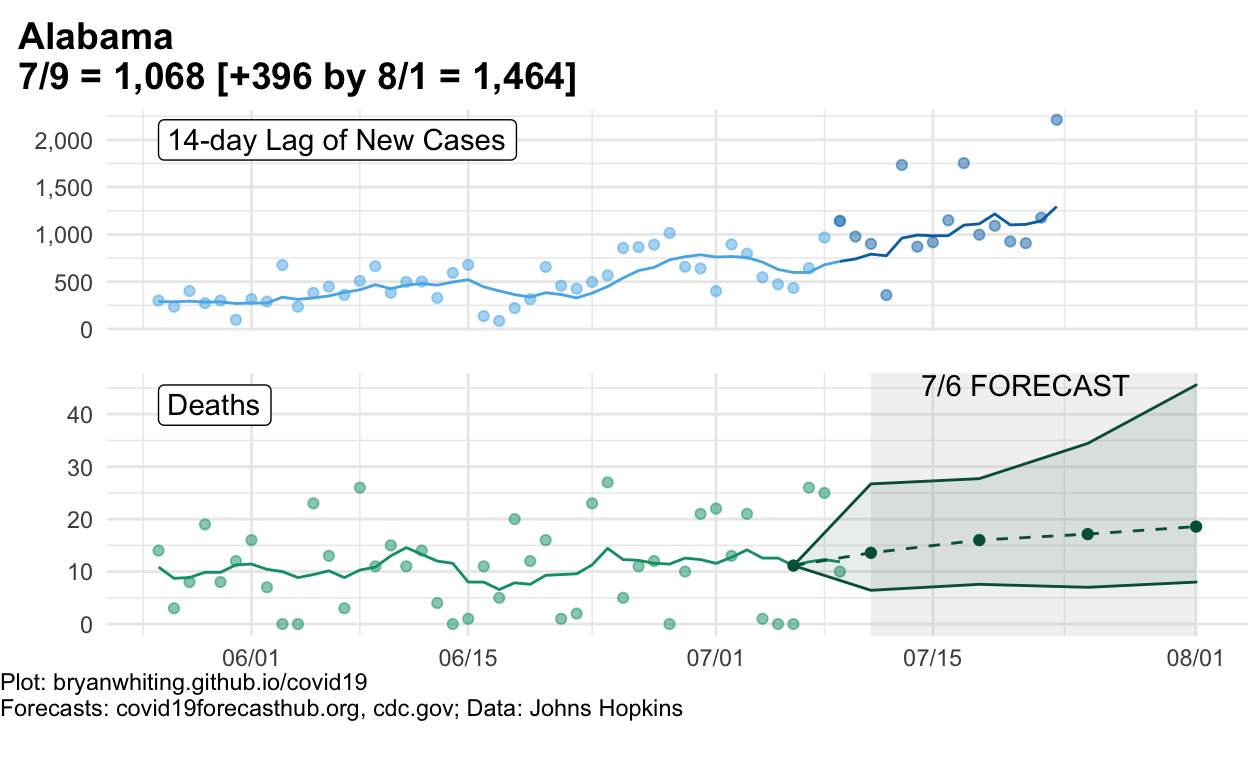 Alabama
7/9 = 1,068 [+396 by 8/1 = 1,464]
14-day Lag of New Cases
2,000
1,500
1,000
500
0
Deaths
7/6 FORECAST
40
30
20
10
0
06/01 06/15 07/01 07/15 08/01
Plot: bryanwhiting.github.io/covid19
Forecasts: covid19forecasthub.org, cdc.gov; Data: Johns Hopkins